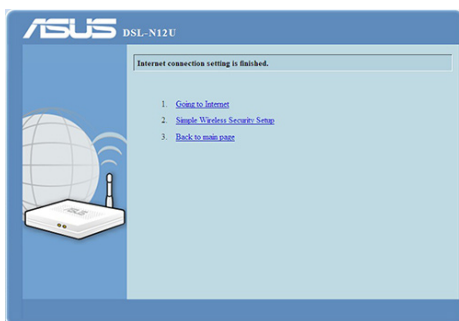 ASUS DSL-N12U
Internet connection setting is finished.
1. Going to Internet
2. Simple Wireless Security Setup
3. Back to main page